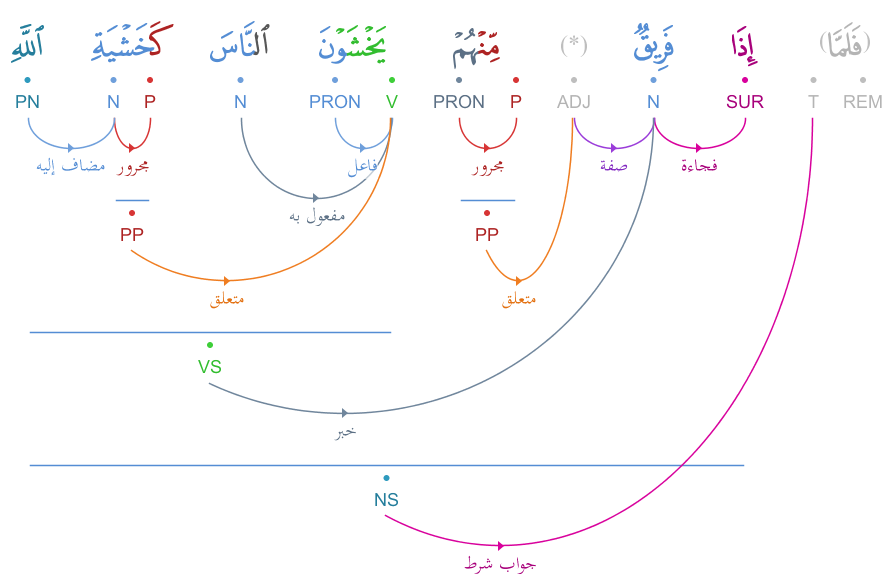 (فَلَمَّا) إِذَا فَرِيقٌ (*) مِّنْهُمْ يَخْشَوْنَ ٱلنَّاسَ كَخَشْيَةِ ٱللَّهِ
REM T SUR N ADJ P PRON V PRON N P N PN
فجاءة صفة مجرور فاعل مجرور مضاف إليه
مفعول به
PP PP
متعلق متعلق
VS
خبر
NS
جواب شرط